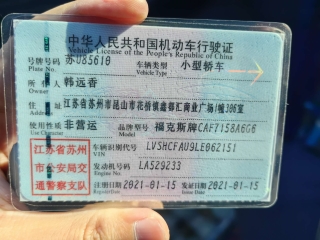 中华人民共和国机动车行驶证
Vehicle License of the People's Republic of China
号牌号码 苏U85610 车辆类型 小型轿车
Plate No. Vehicle Type
所有人 韩远香
Owner
住址 江苏省苏州市昆山市花桥镇鑫都汇商业广场1幢306室
Address
使用性质 非营运 品牌型号 福克斯牌CAF7158A6G6
Use Character Model
江苏省苏州 车辆识别代号 LVSHCFAU9LE062151
VIN
市公安局交 发动机号码 LA529233
Engine No.
通警察支队 注册日期 2021-01-15 发证日期 2021-01-15
Register Date Issue Date